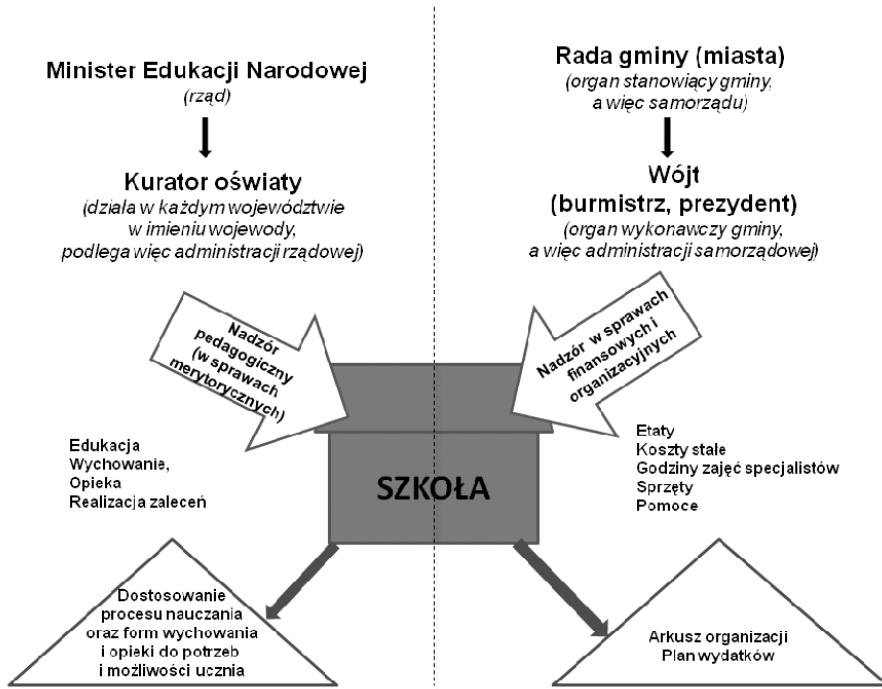 Minister Edukacji Narodowej
(rząd)
Kurator oświaty
(działa w każdym województwie
w imieniu wojewody,
podlega więc administracji rządowej)
Nadzór
pedagogiczny
(w sprawach
merytorycznych)
Edukacja
Wychowanie,
Opieka
Realizacja zaleceń
Dostosowanie
procesu nauczania
oraz form wychowania
i opieki do potrzeb
i możliwości ucznia
SZKOŁA
Rada gminy (miasta)
(organ stanowiący gminy,
a więc samorządu)
Wójt
(burmistrz, prezydent)
(organ wykonawczy gminy,
a więc administracji samorządowej)
Nadzór w sprawach
finansowych i
organizacyjnych
Etaty
Koszty stałe
Godziny zajęć specjalistów
Sprzęty
Pomoce
Arkusz organizacji
Plan wydatków